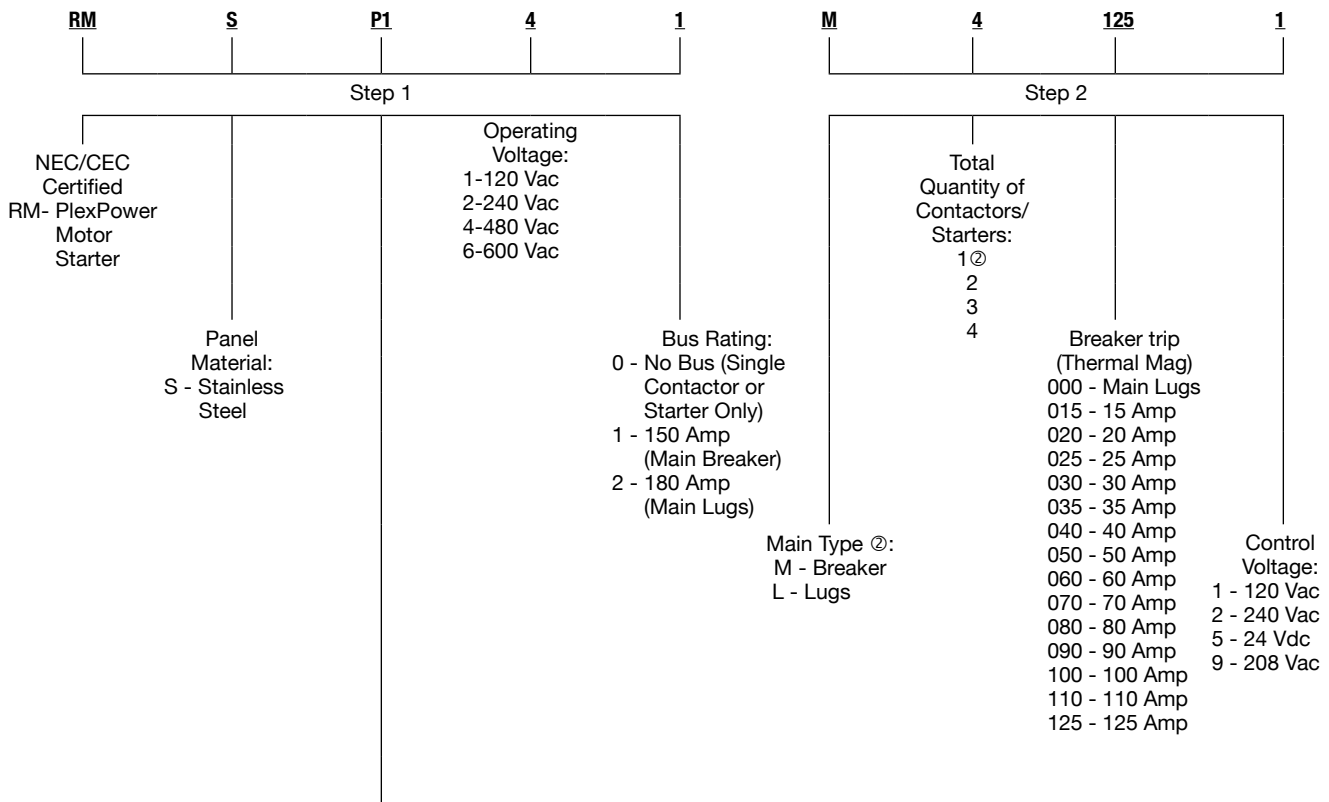 RM S P1 4 1 M 4 125 1
Step 1
Step 2
NEC/CEC
Certified
RM- PlexPower
Motor
Starter
Panel
Material:
S - Stainless
Steel
Operating
Voltage:
1-120 Vac
2-240 Vac
4-480 Vac
6-600 Vac
Bus Rating:
0 - No Bus (Single
Contactor or
Starter Only)
1 - 150 Amp
(Main Breaker)
2 - 180 Amp
(Main Lugs)
Main Type ②:
M - Breaker
L - Lugs
Total
Quantity of
Contactors/
Starters:
1②
2
3
4
Breaker trip
(Thermal Mag)
000 - Main Lugs
015 - 15 Amp
020 - 20 Amp
025 - 25 Amp
030 - 30 Amp
035 - 35 Amp
040 - 40 Amp
050 - 50 Amp
060 - 60 Amp
070 - 70 Amp
080 - 80 Amp
090 - 90 Amp
100 - 100 Amp
110 - 110 Amp
125 - 125 Amp
Control
Voltage:
1 - 120 Vac
2 - 240 Vac
5 - 24 Vdc
9 - 208 Vac